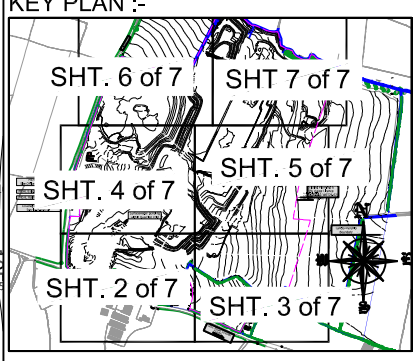 KEY PLAN :-
SHT. 6 of 7
SHT 7 of 7
SHT. 5 of 7
SHT. 4 of 7
SHT. 2 of 7
SHT. 3 of 7